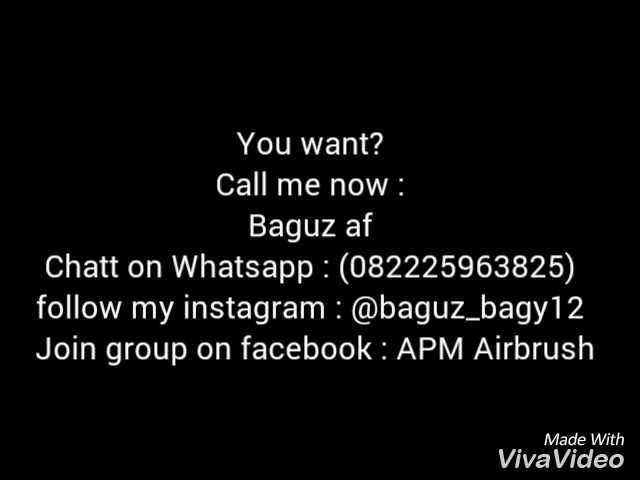 You want?
Call me now :
Baguz af
Chatt on Whatsapp : (082225963825)
follow my instagram : @baguz_bagy12
Join group on facebook : APM Airbrush
Made With
VivaVideo